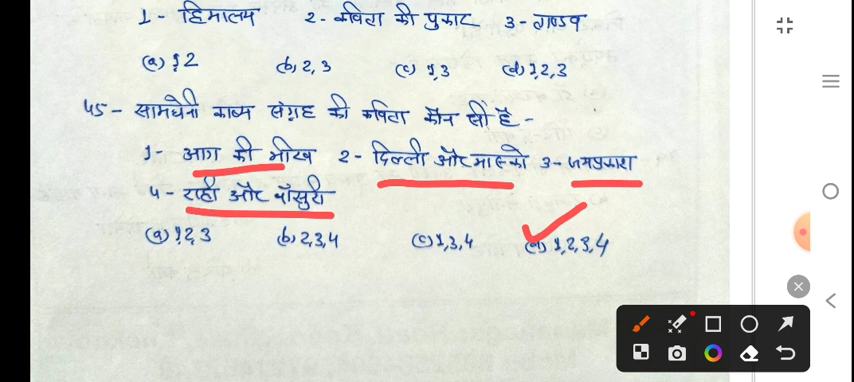 1- हिमालय 2- कविता की पुकार 3- ताण्डव
(a) 1,2 (b) 2,3 (c) 1,3 (d) 1,2,3
45- सामधेनी काव्य संग्रह की कविता कौन सी है -
1- आग की भीख 2- दिल्ली और मास्को 3- जयप्रकाश
4- राही और बाँसुरी
(a) 1,2,3 (b) 2,3,4 (c) 1,3,4 (d) 1,2,3,4